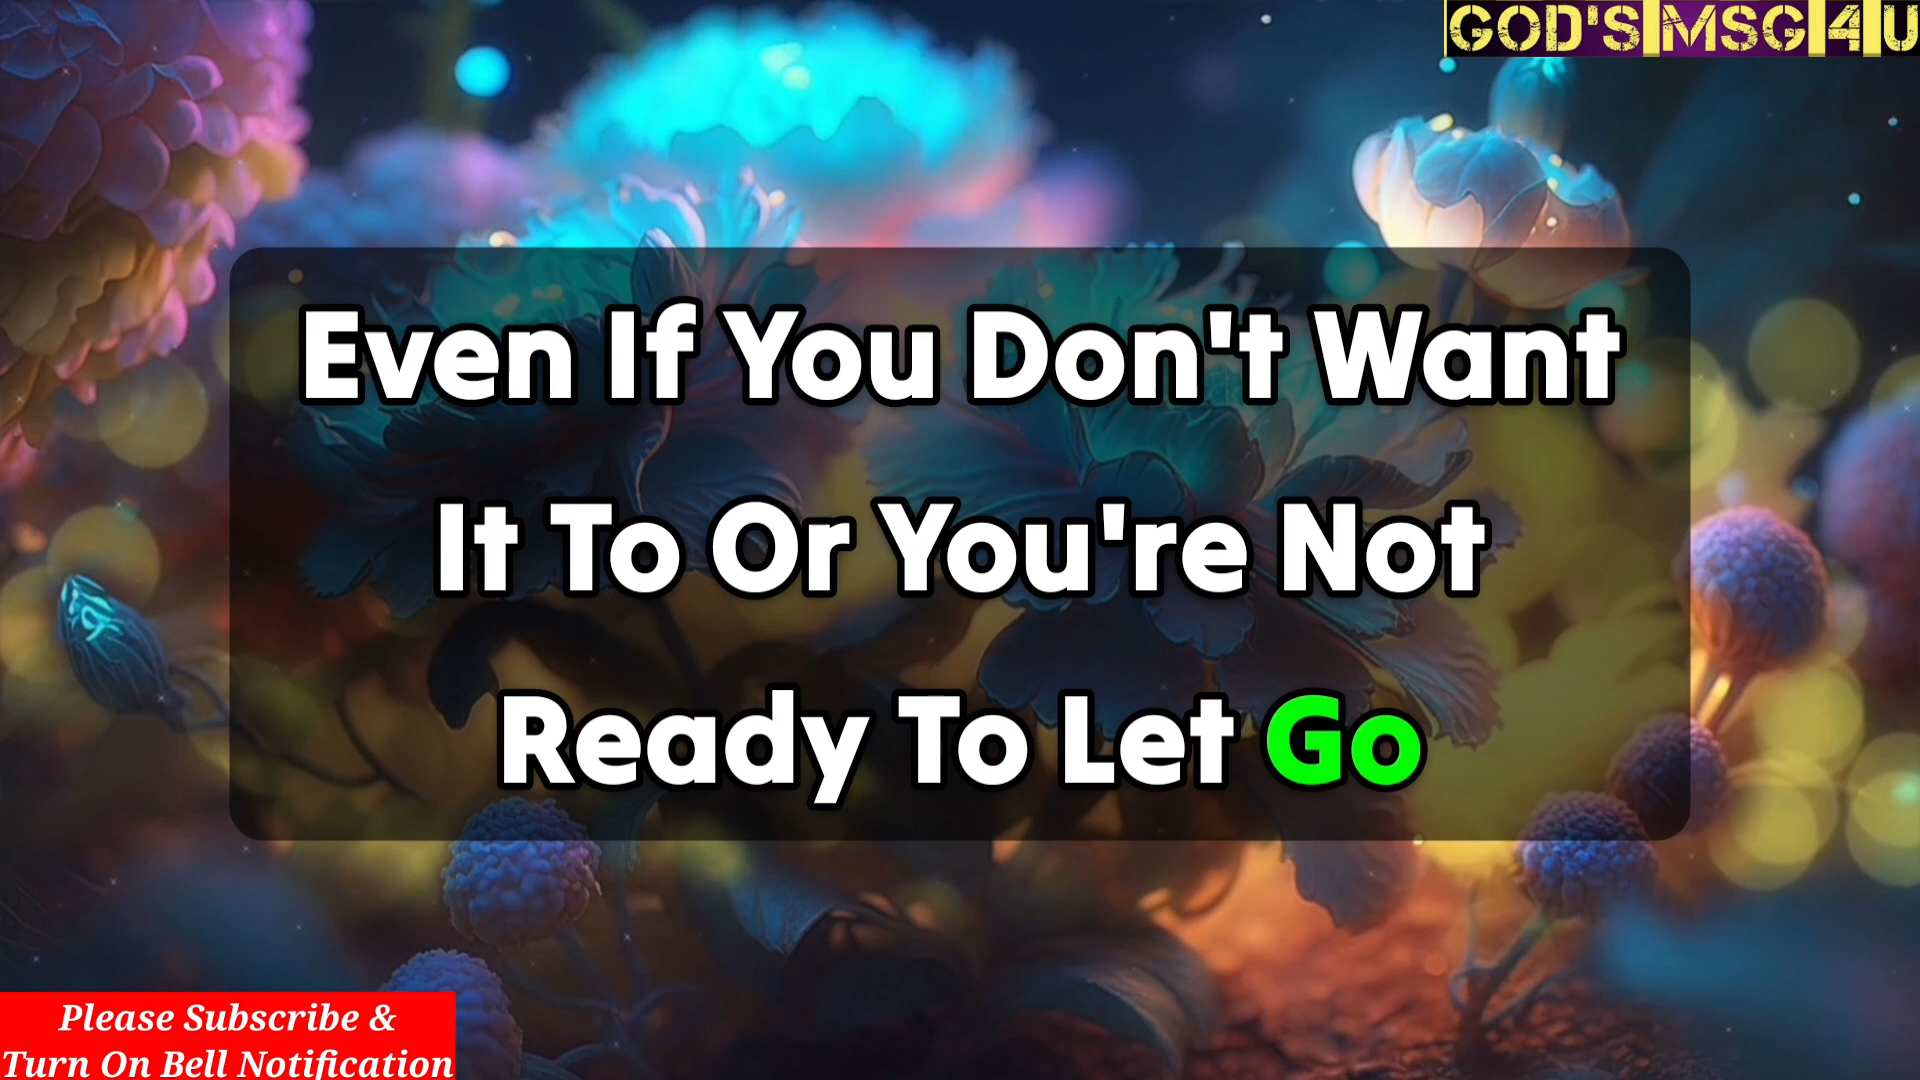 GOD'S MSG 4 U
Even If You Don't Want
It To Or You're Not
Ready To Let Go
Please Subscribe &
Turn On Bell Notification